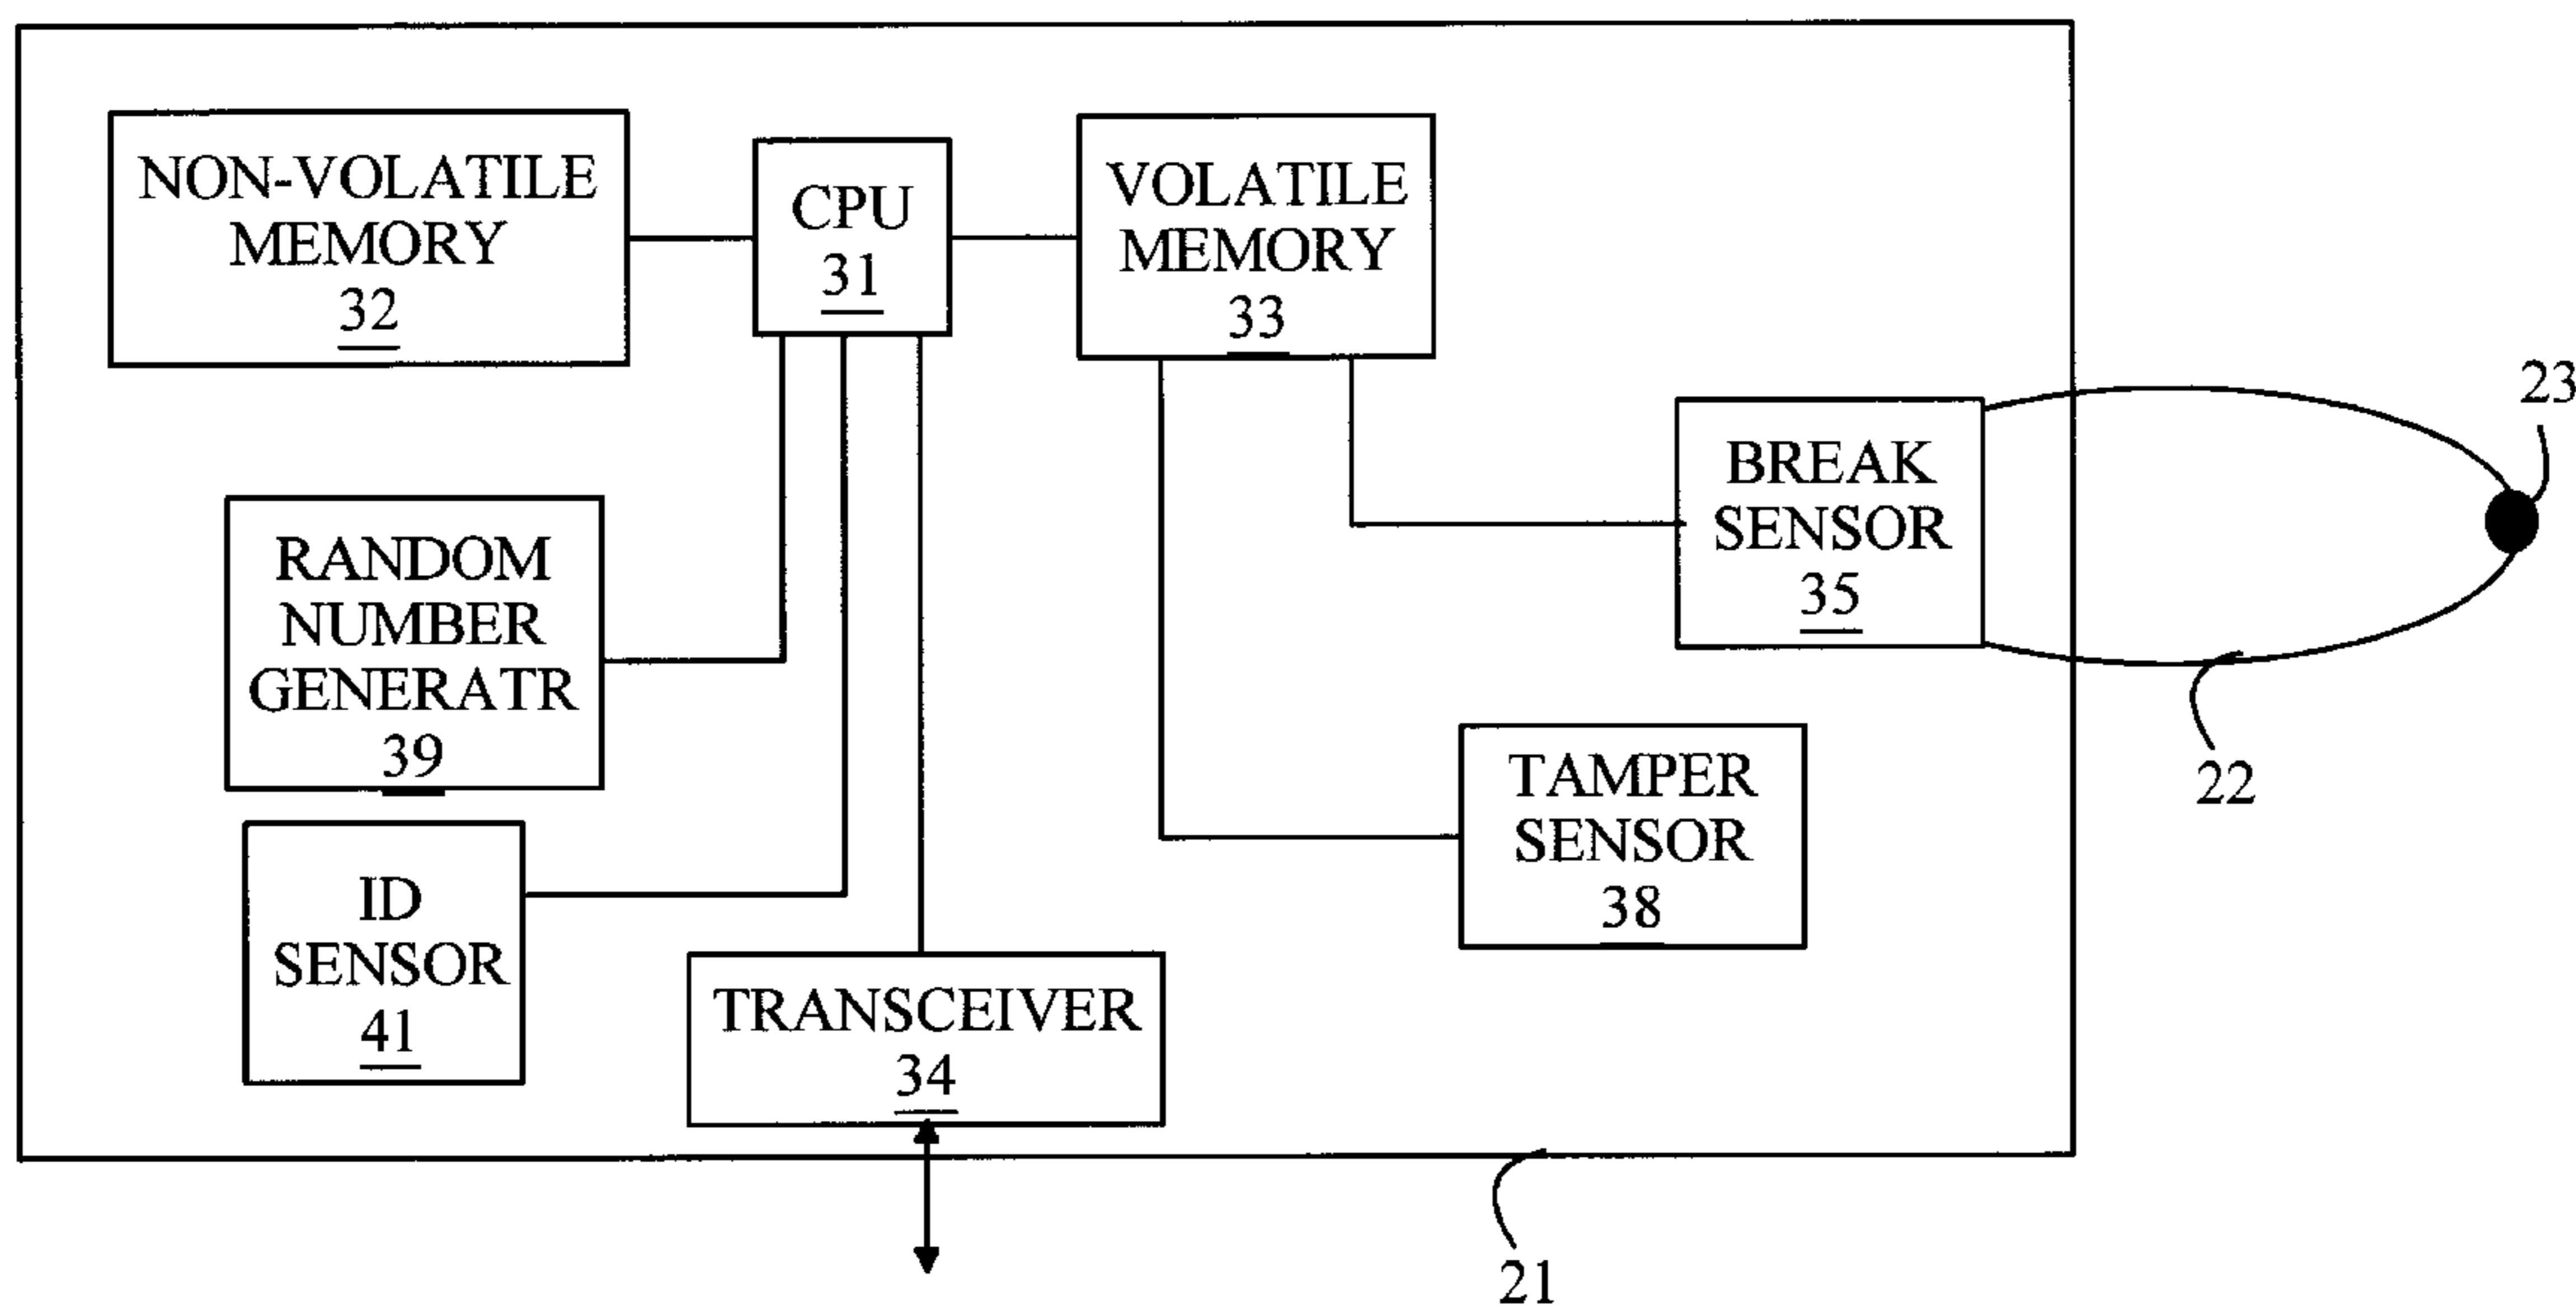 NON-VOLATILE
MEMORY
32
CPU
31
VOLATILE
MEMORY
33
23
BREAK
SENSOR
35
RANDOM
NUMBER
GENERATR
39
22
TAMPER
SENSOR
38
ID
SENSOR
41
TRANSCEIVER
34
21